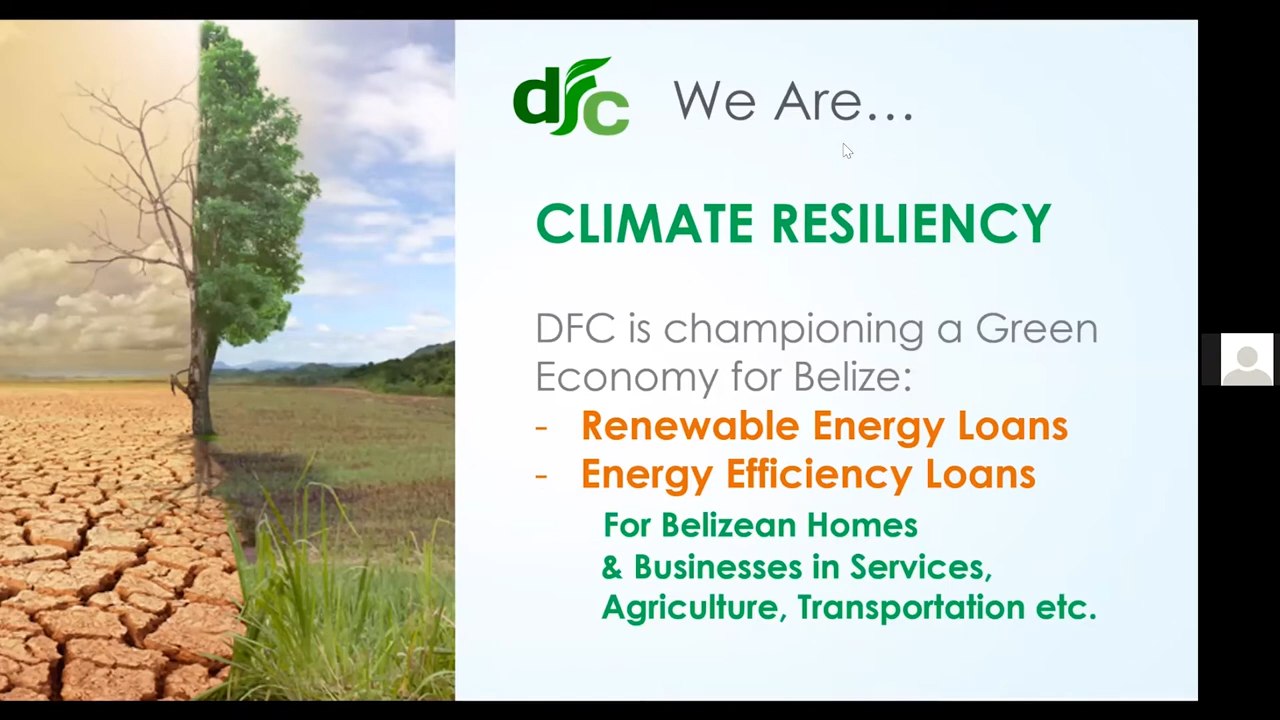 dfc We Are...
CLIMATE RESILIENCY
DFC is championing a Green
Economy for Belize:
- Renewable Energy Loans
- Energy Efficiency Loans
For Belizean Homes
& Businesses in Services,
Agriculture, Transportation etc.